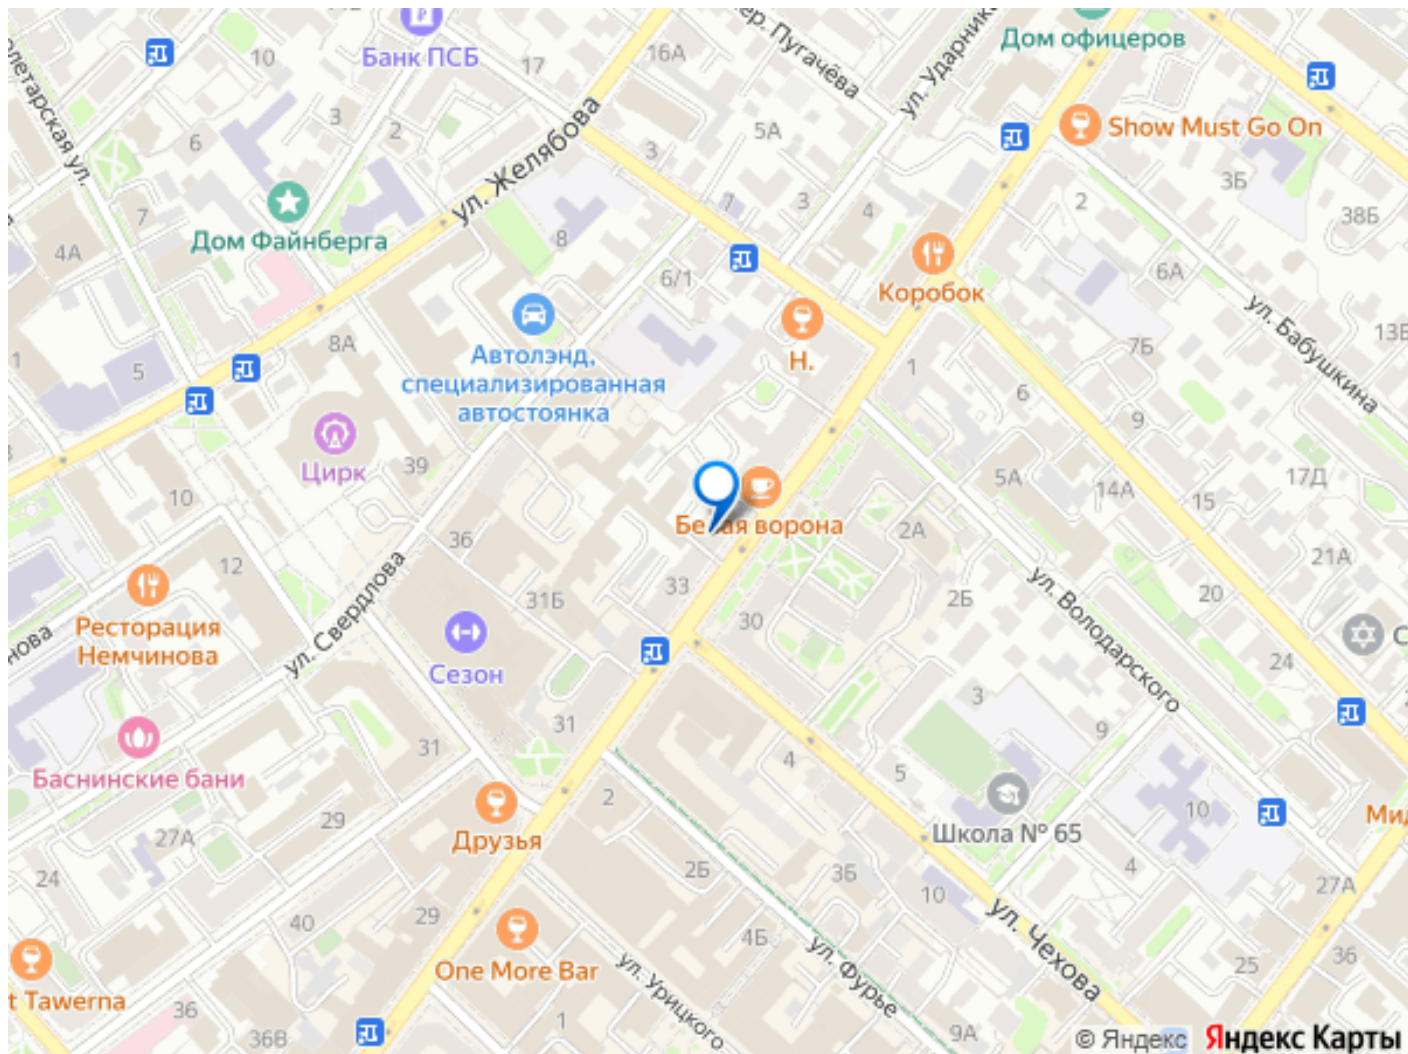 10
Банк ПСБ
17
16А
пер. Пугачёва
ул. Ударника
Дом офицеров
Show Must Go On
3
2
6
5А
3
ул. Желябова
7
4А
Дом Файнберга
8
7
3
4
2
3Б
38Б
6А
6/1
Коробок
ул. Бабушкина
13Б
7Б
Н.
8А
1
5
1
Автолэнд,
специализированная
автостоянка
6
9
Цирк
39
10
5А
14А
15
17Д
Белая ворона
2А
36
12
33
31Б
30
2Б
21А
20
ул. Свердлова
Ресторация
Немчинова
Сезон
ул. Володарского
24
3
9
31
31
4
5
Баснинские бани
2
29
27А
Друзья
Школа № 65
10
4
24
2Б
3Б
10
27А
40
29
4Б
ул. Чехова
ул. Фурье
ул. Урицкого
One More Bar
25
36
t Tawerna
36
36В
1
9А
© Яндекс Яндекс Карты